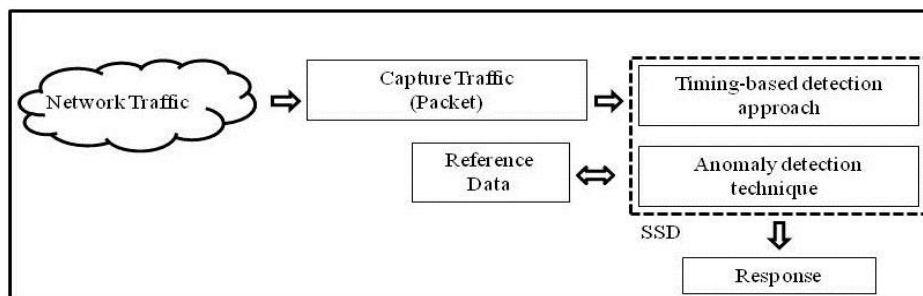 Network Traffic
Capture Traffic
(Packet)
Timing-based detection
approach
Reference
Data
Anomaly detection
technique
SSD
Response